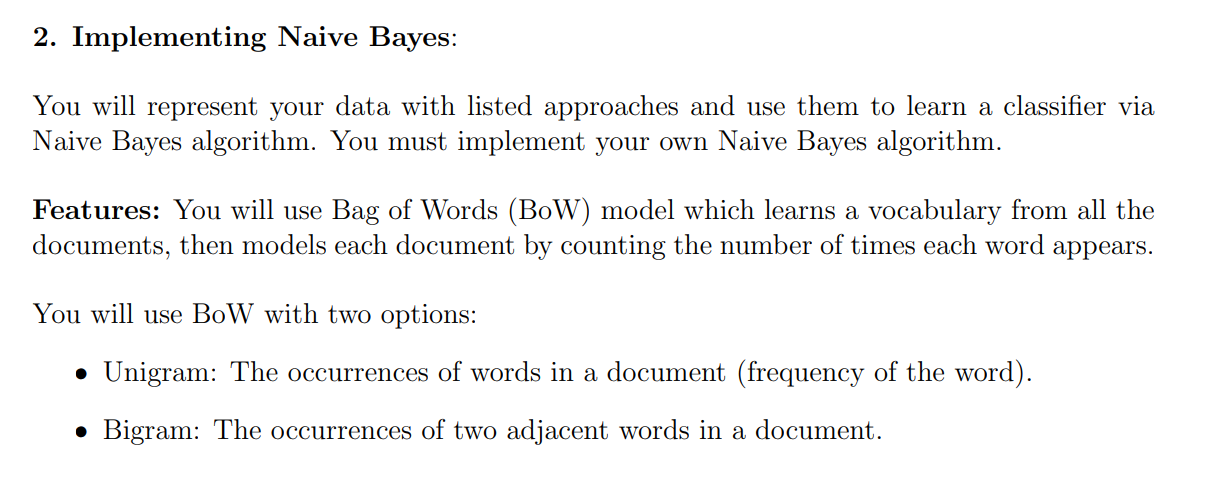 2. Implementing Naive Bayes:
You will represent your data with listed approaches and use them to learn a classifier via
Naive Bayes algorithm. You must implement your own Naive Bayes algorithm.
Features: You will use Bag of Words (BoW) model which learns a vocabulary from all the
documents, then models each document by counting the number of times each word appears.
You will use BoW with two options:
• Unigram: The occurrences of words in a document (frequency of the word).
• Bigram: The occurrences of two adjacent words in a document.